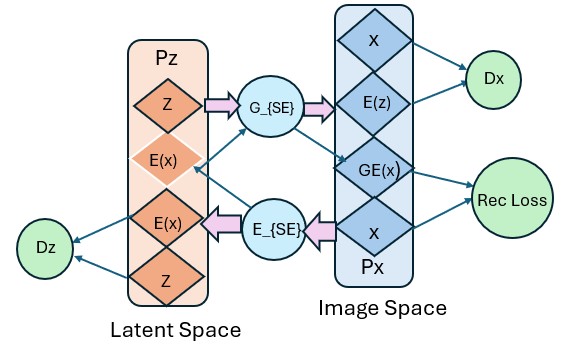 Pz
Z
E(x)
E(x)
Z
Dz
Latent Space
G_{SE}
E_{SE}
x
E(z)
GE(x)
x
Px
Image Space
Dx
Rec Loss